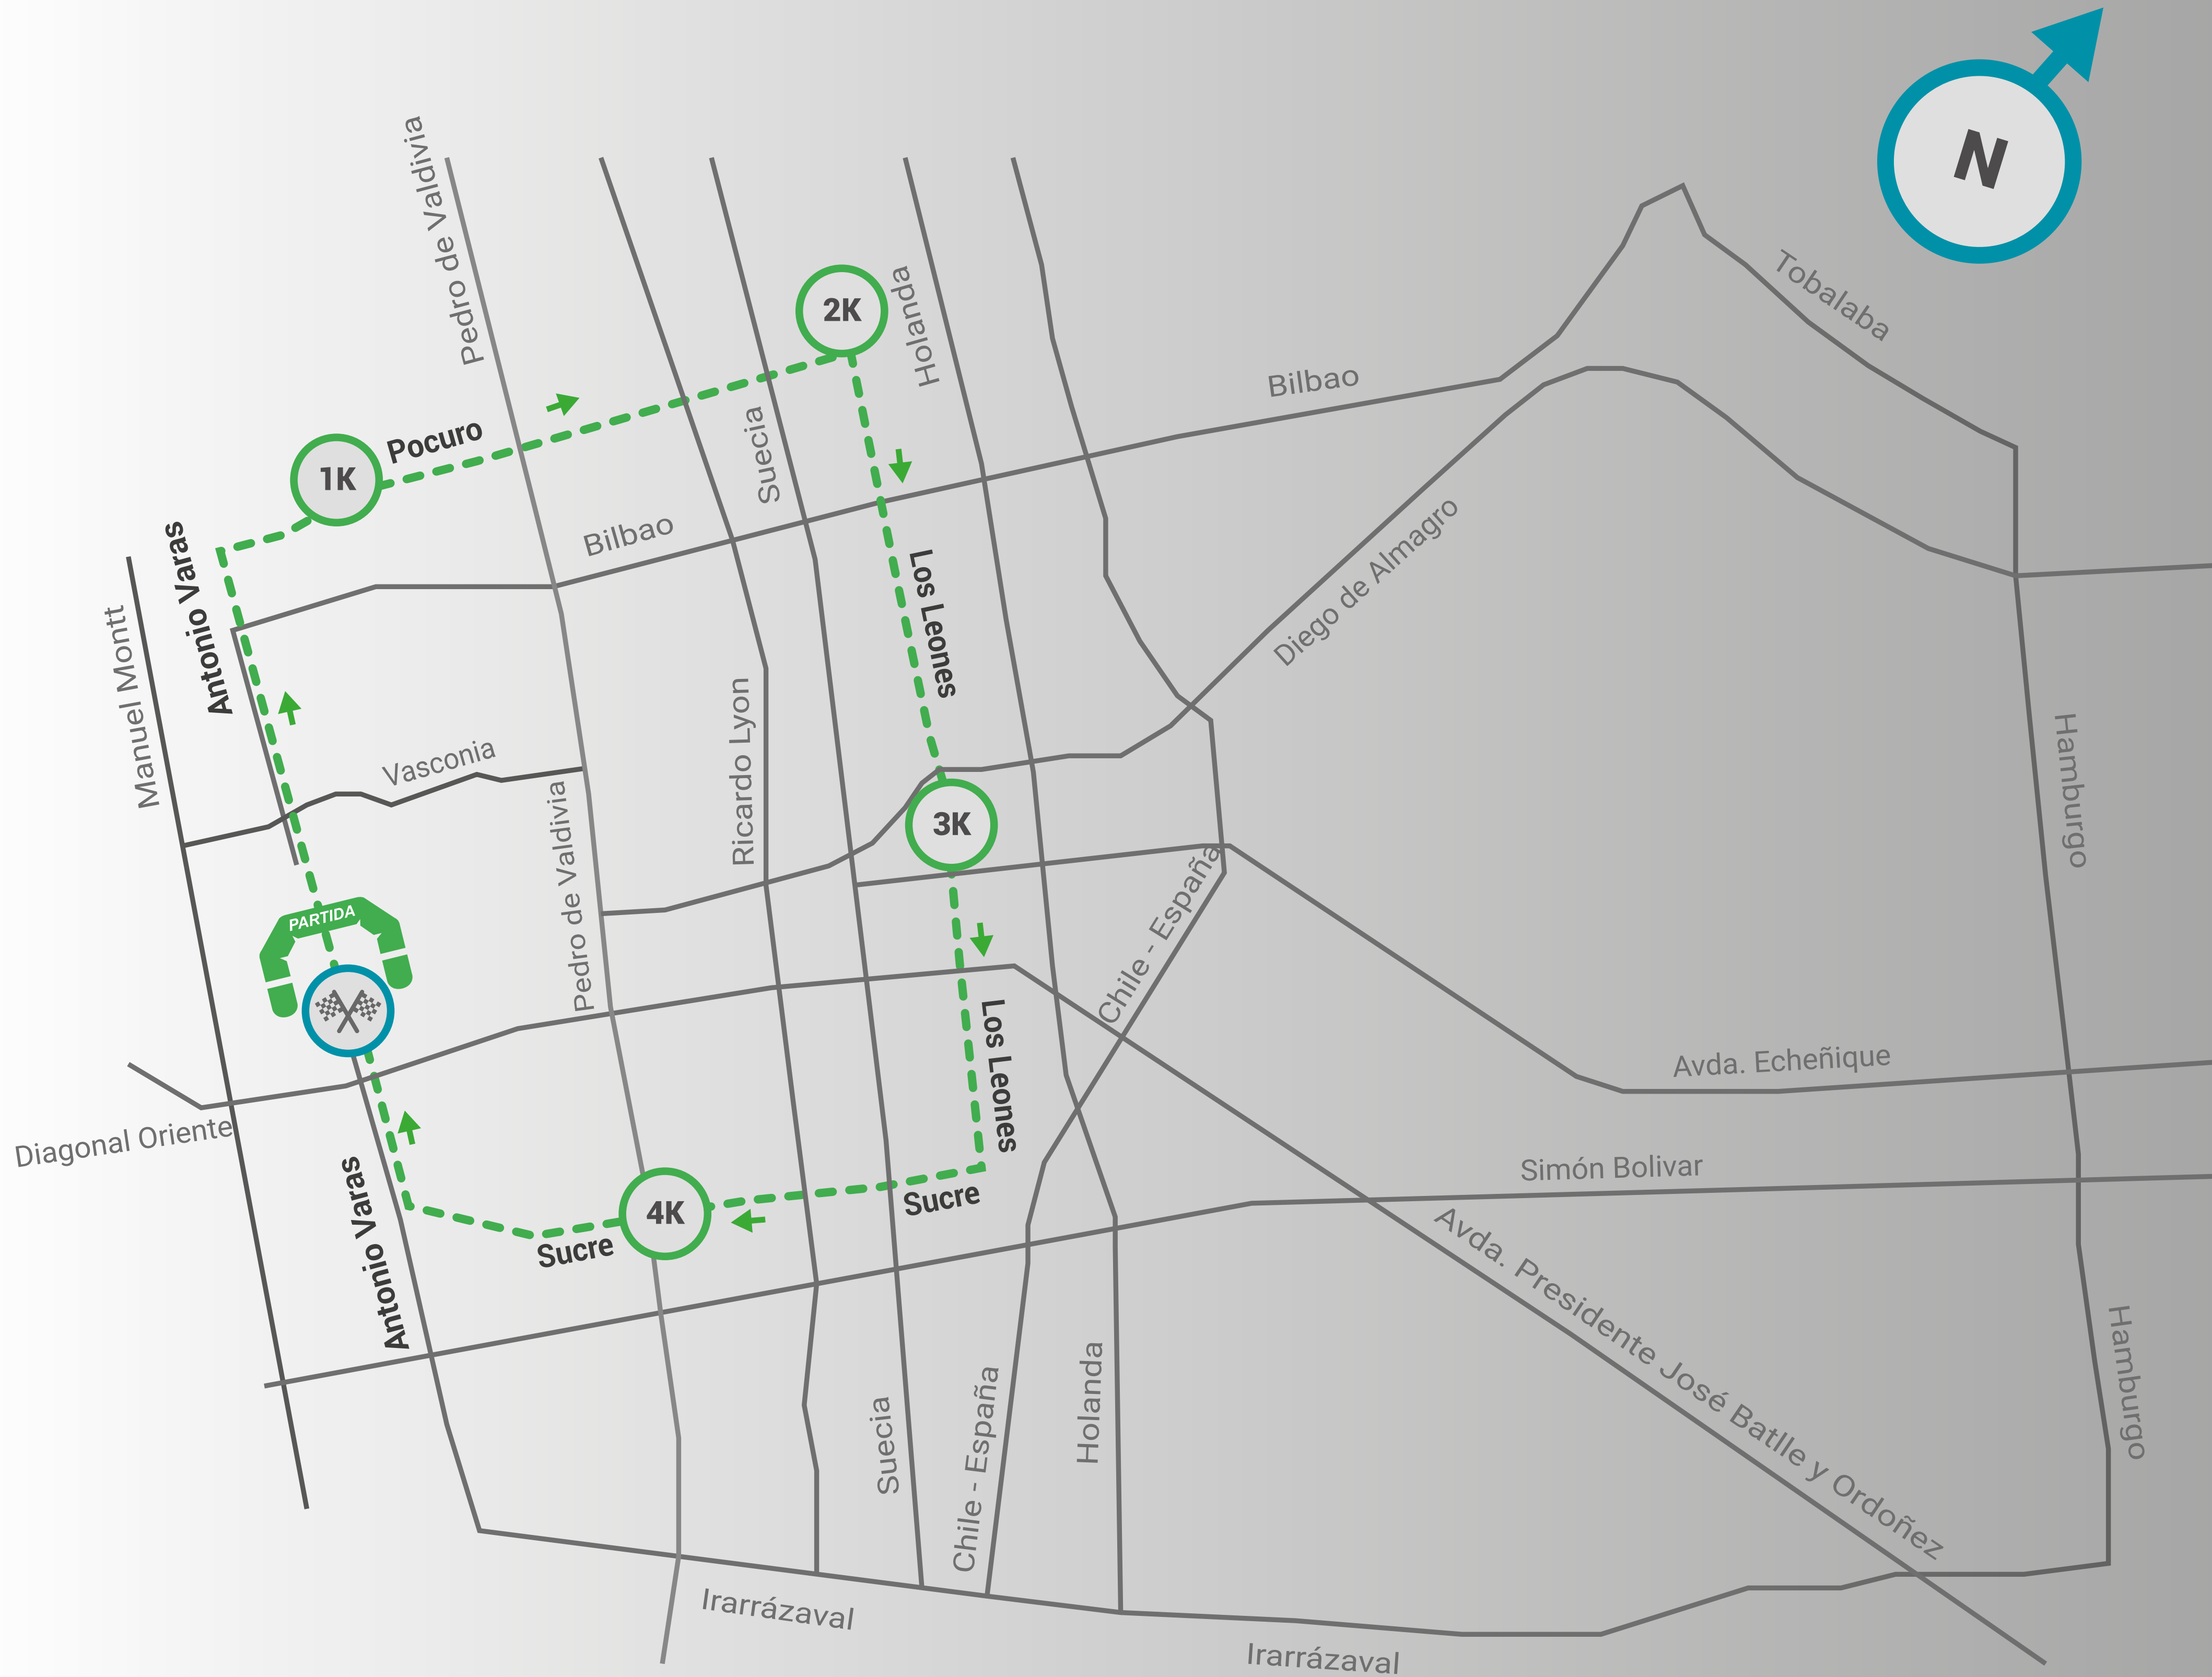 N
Pedro de Valdivia
Tobalaba
Holanda
2K
Bilbao
Suecia
Pocuro
1K
Bilbao
Antonio Varas
Los Leones
Diego de Almagro
Manuel Montt
Vasconia
Ricardo Lyon
Hamburgo
Pedro de Valdivia
3K
Chile - España
PARTIDA
Los Leones
Avda. Echeñique
Diagonal Oriente
Simón Bolivar
Antonio Varas
4K
Sucre
Sucre
Avda. Presidente José Batlle y Ordoñez
Hamburgo
Suecia
Chile - España
Holanda
Irarrázaval
Irarrázaval